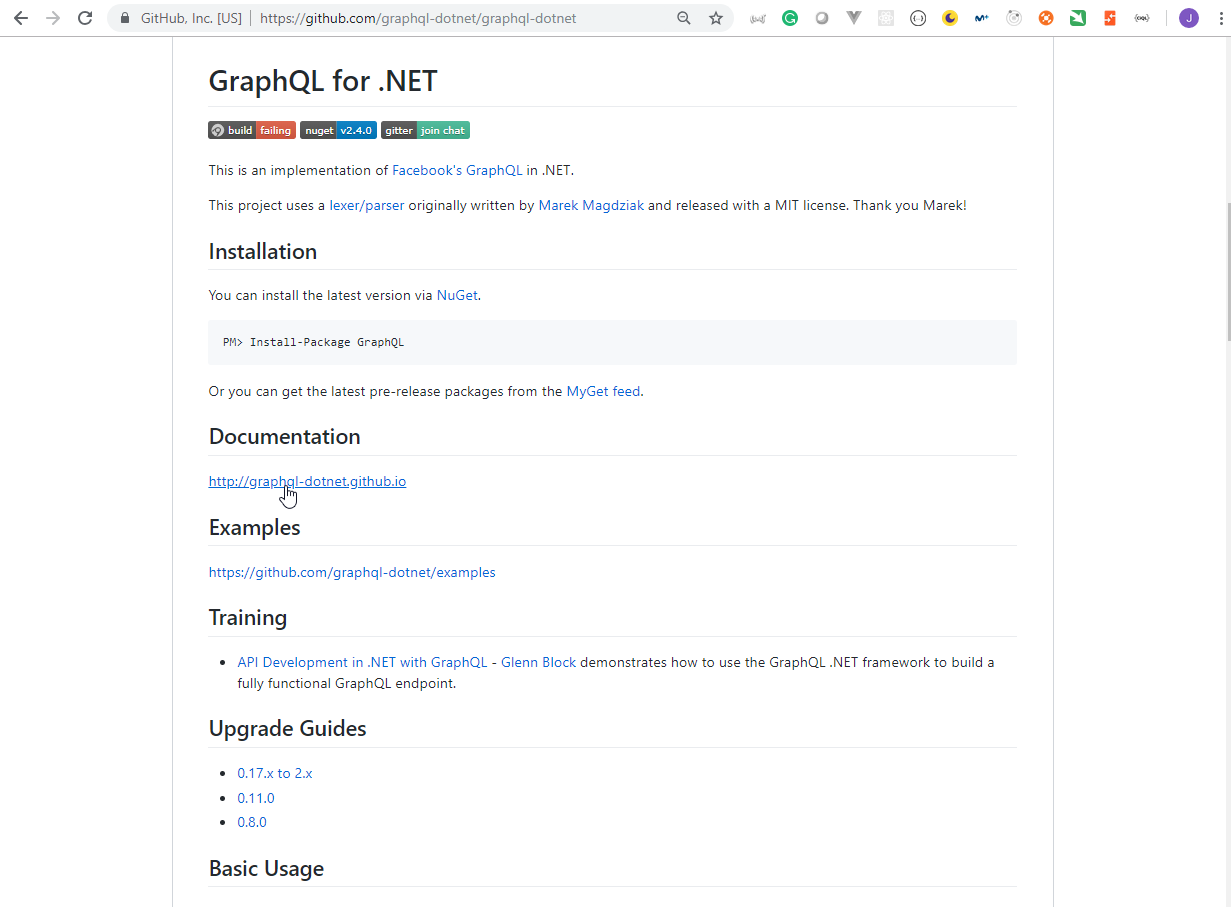 GitHub, Inc. [US] | https://github.com/graphql-dotnet/graphql-dotnet
J
GraphQL for .NET
build failing nuget v2.4.0 gitter join chat
This is an implementation of Facebook's GraphQL in .NET.
This project uses a lexer/parser originally written by Marek Magdziak and released with a MIT license. Thank you Marek!
Installation
You can install the latest version via NuGet.
PM> Install-Package GraphQL
Or you can get the latest pre-release packages from the MyGet feed.
Documentation
http://graphql-dotnet.github.io
Examples
https://github.com/graphql-dotnet/examples
Training
• API Development in .NET with GraphQL - Glenn Block demonstrates how to use the GraphQL .NET framework to build a
fully functional GraphQL endpoint.
Upgrade Guides
• 0.17.x to 2.x
• 0.11.0
• 0.8.0
Basic Usage